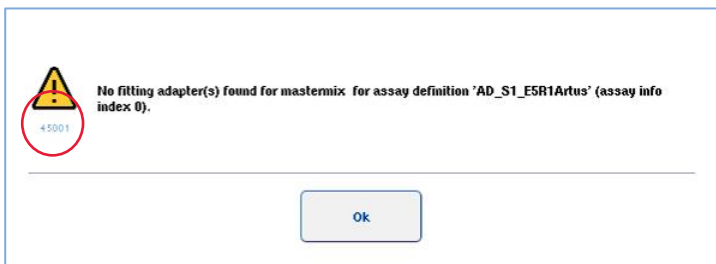 No fitting adapter(s) found for mastermix for assay definition 'AD_S1_E5R1Artus' (assay info
index 0).
45001
Ok